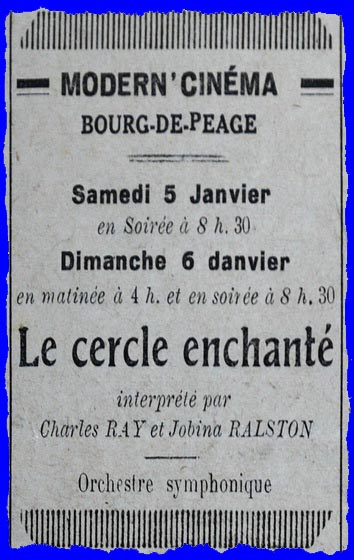 MODERN' CINÉMA
BOURG-DE-PEAGE
Samedi 5 Janvier
en Soirée à 8 h. 30
Dimanche 6 danvier
en matinée à 4 h. et en soirée à 8 h. 30
Le cercle enchanté
interprété par
Charles RAY et Jobina RALSTON
Orchestre symphonique